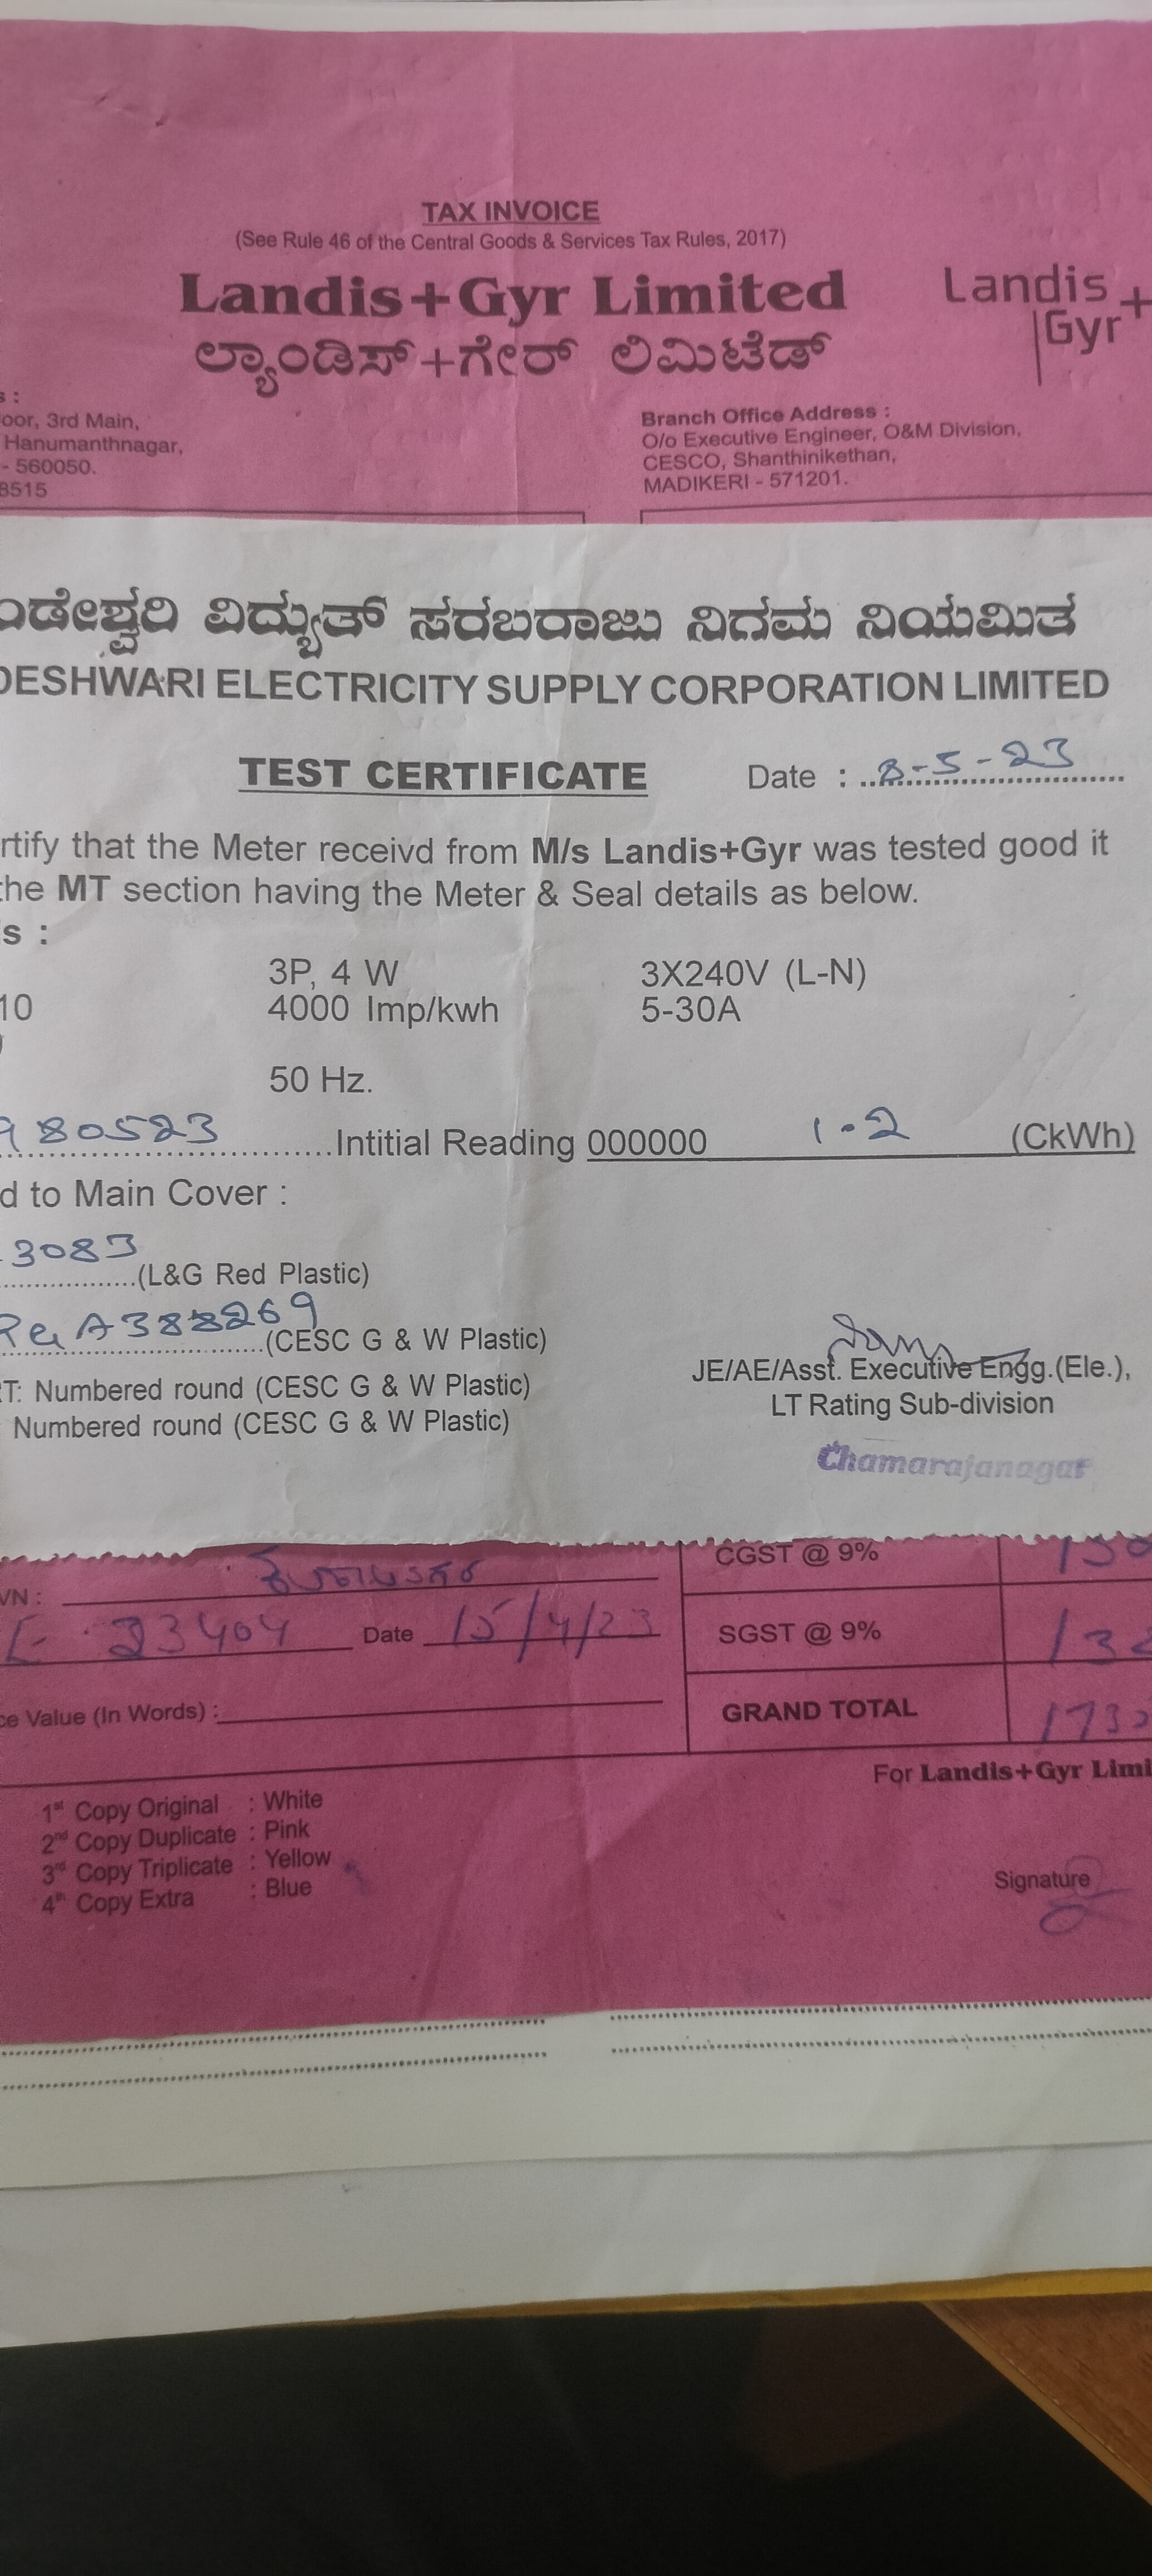 TAX INVOICE
(See Rule 46 of the Central Goods & Services Tax Rules, 2017)
Landis+Gyr Limited
Landis
Gyr+
ಲ್ಯಾಂಡಿಸ್+ಗೇರ್ ಲಿಮಿಟೆಡ್
s :
oor, 3rd Main,
Hanumanthnagar,
- 560050.
8515
Branch Office Address :
O/o Executive Engineer, O&M Division,
CESCO, Shanthinikethan,
MADIKERI - 571201.
ಂಡೇಶ್ವರಿ ವಿದ್ಯುತ್ ಸರಬರಾಜು ನಿಗಮ ನಿಯಮಿತ
DESHWARI ELECTRICITY SUPPLY CORPORATION LIMITED
TEST CERTIFICATE Date : 8-5-23
rtify that the Meter receivd from M/s Landis+Gyr was tested good it
the MT section having the Meter & Seal details as below.
s :
3P, 4 W 3X240V (L-N)
10 4000 Imp/kwh 5-30A
50 Hz.
980523 Intitial Reading 000000 1.2 (CkWh)
d to Main Cover :
3083 (L&G Red Plastic)
A388269 (CESC G & W Plastic)
T: Numbered round (CESC G & W Plastic)
Numbered round (CESC G & W Plastic)
JE/AE/Asst. Executive Engg.(Ele.),
LT Rating Sub-division
Chamarajanagar
CGST @ 9%
VN :
23404 Date 15/4/23
SGST @ 9% 132
ce Value (In Words) :
GRAND TOTAL 173
For Landis+Gyr Limi
1st Copy Original : White
2nd Copy Duplicate : Pink
3rd Copy Triplicate : Yellow
4th Copy Extra : Blue
Signature